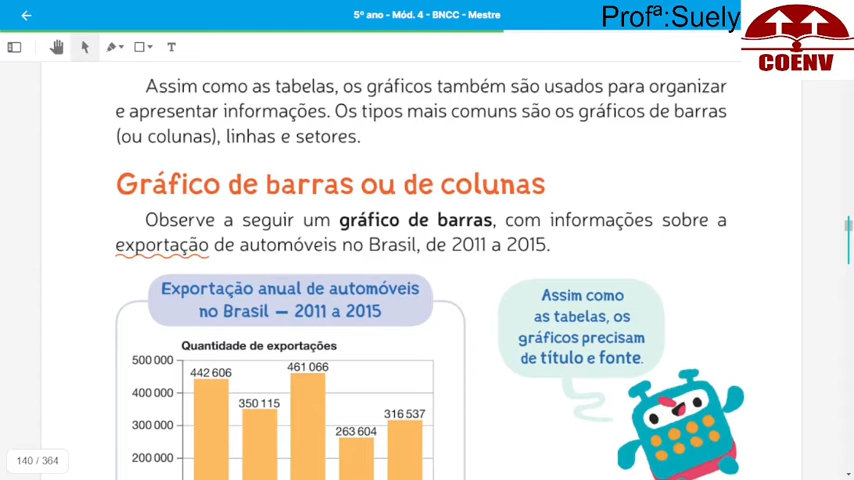 5º ano - Mód. 4 - BNCC - Mestre
Profª:Suely
COENV
T
Assim como as tabelas, os gráficos também são usados para organizar
e apresentar informações. Os tipos mais comuns são os gráficos de barras
(ou colunas), linhas e setores.
Gráfico de barras ou de colunas
Observe a seguir um gráfico de barras, com informações sobre a
exportação de automóveis no Brasil, de 2011 a 2015.
Exportação anual de automóveis
no Brasil — 2011 a 2015
Quantidade de exportações
500 000
400 000
300 000
200 000
442 606
350 115
461 066
263 604
316 537
Assim como
as tabelas, os
gráficos precisam
de título e fonte.
140 / 364